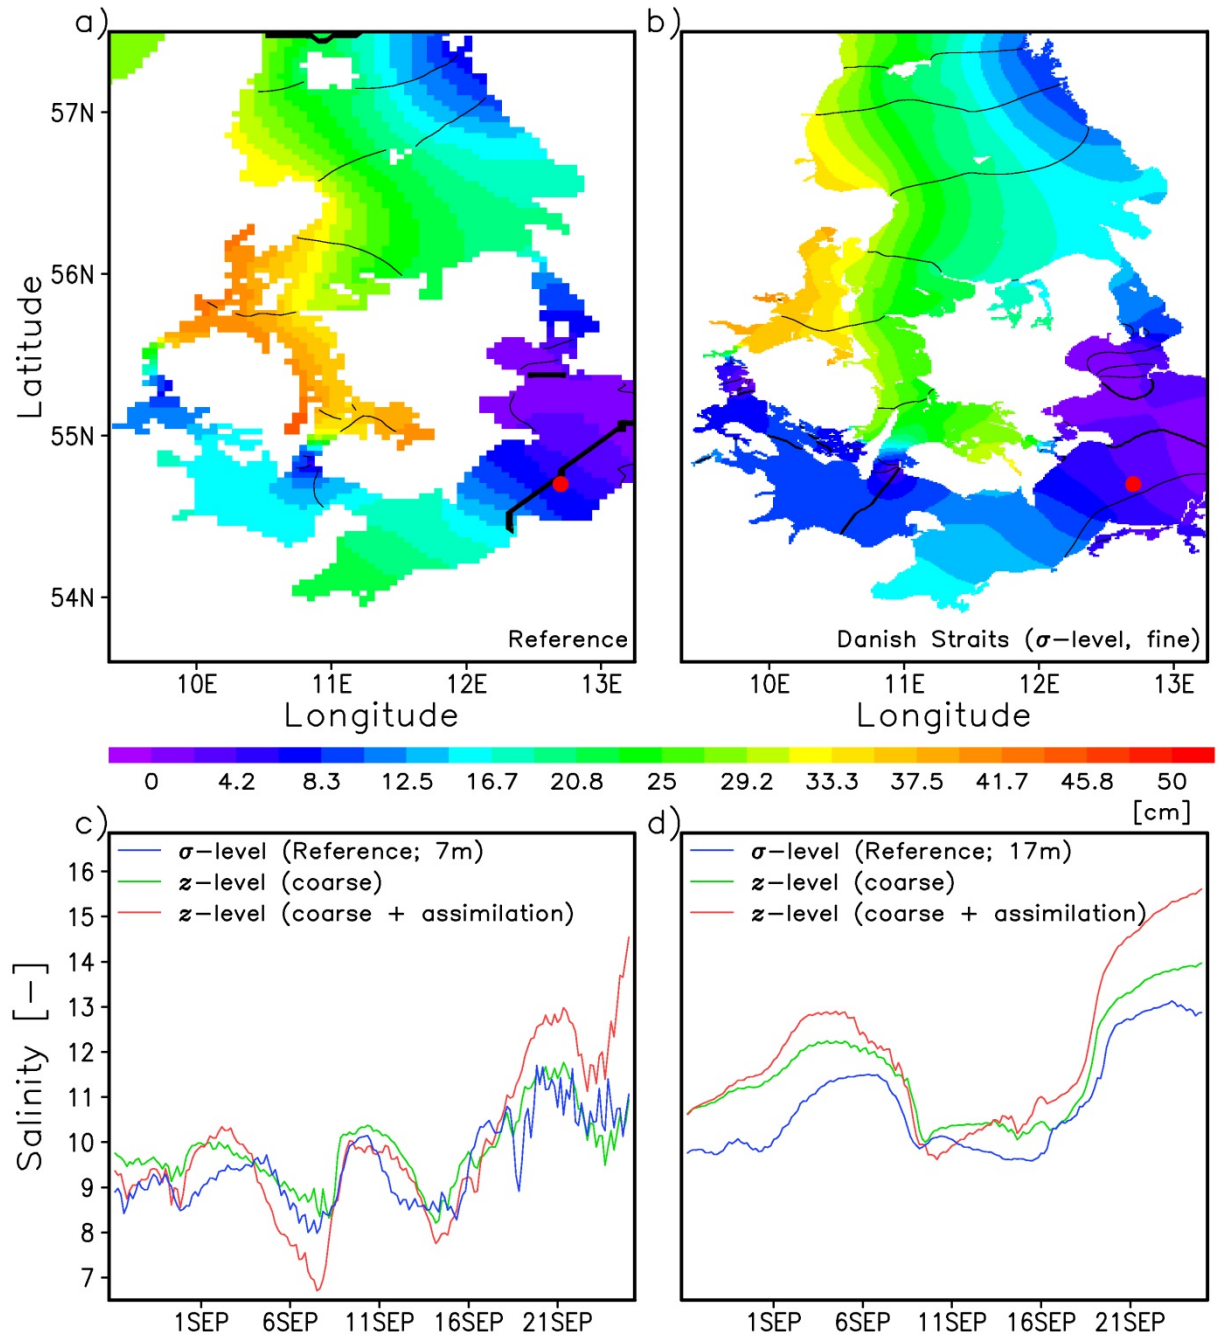 a)
b)
57N
56N
55N
54N
Latitude
Reference
Danish Straits (σ-level, fine)
10E 11E 12E 13E
10E 11E 12E 13E
Longitude
Longitude
0 4.2 8.3 12.5 16.7 20.8 25 29.2 33.3 37.5 41.7 45.8 50
[cm]
c)
d)
σ-level (Reference; 7m)
z-level (coarse)
z-level (coarse + assimilation)
σ-level (Reference; 17m)
z-level (coarse)
z-level (coarse + assimilation)
16
15
14
13
12
11
10
9
8
7
Salinity [-]
1SEP 6SEP 11SEP 16SEP 21SEP
1SEP 6SEP 11SEP 16SEP 21SEP